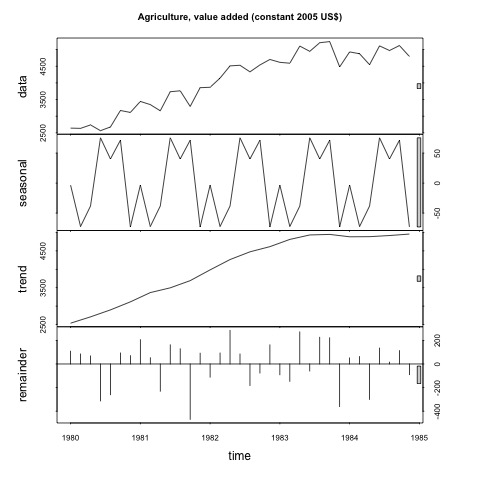 Agriculture, value added (constant 2005 US$)
data
2500 3500 4500
seasonal
-50 0 50
trend
2500 3500 4500
remainder
-400 -200 0 200
1980 1981 1982 1983 1984 1985
time